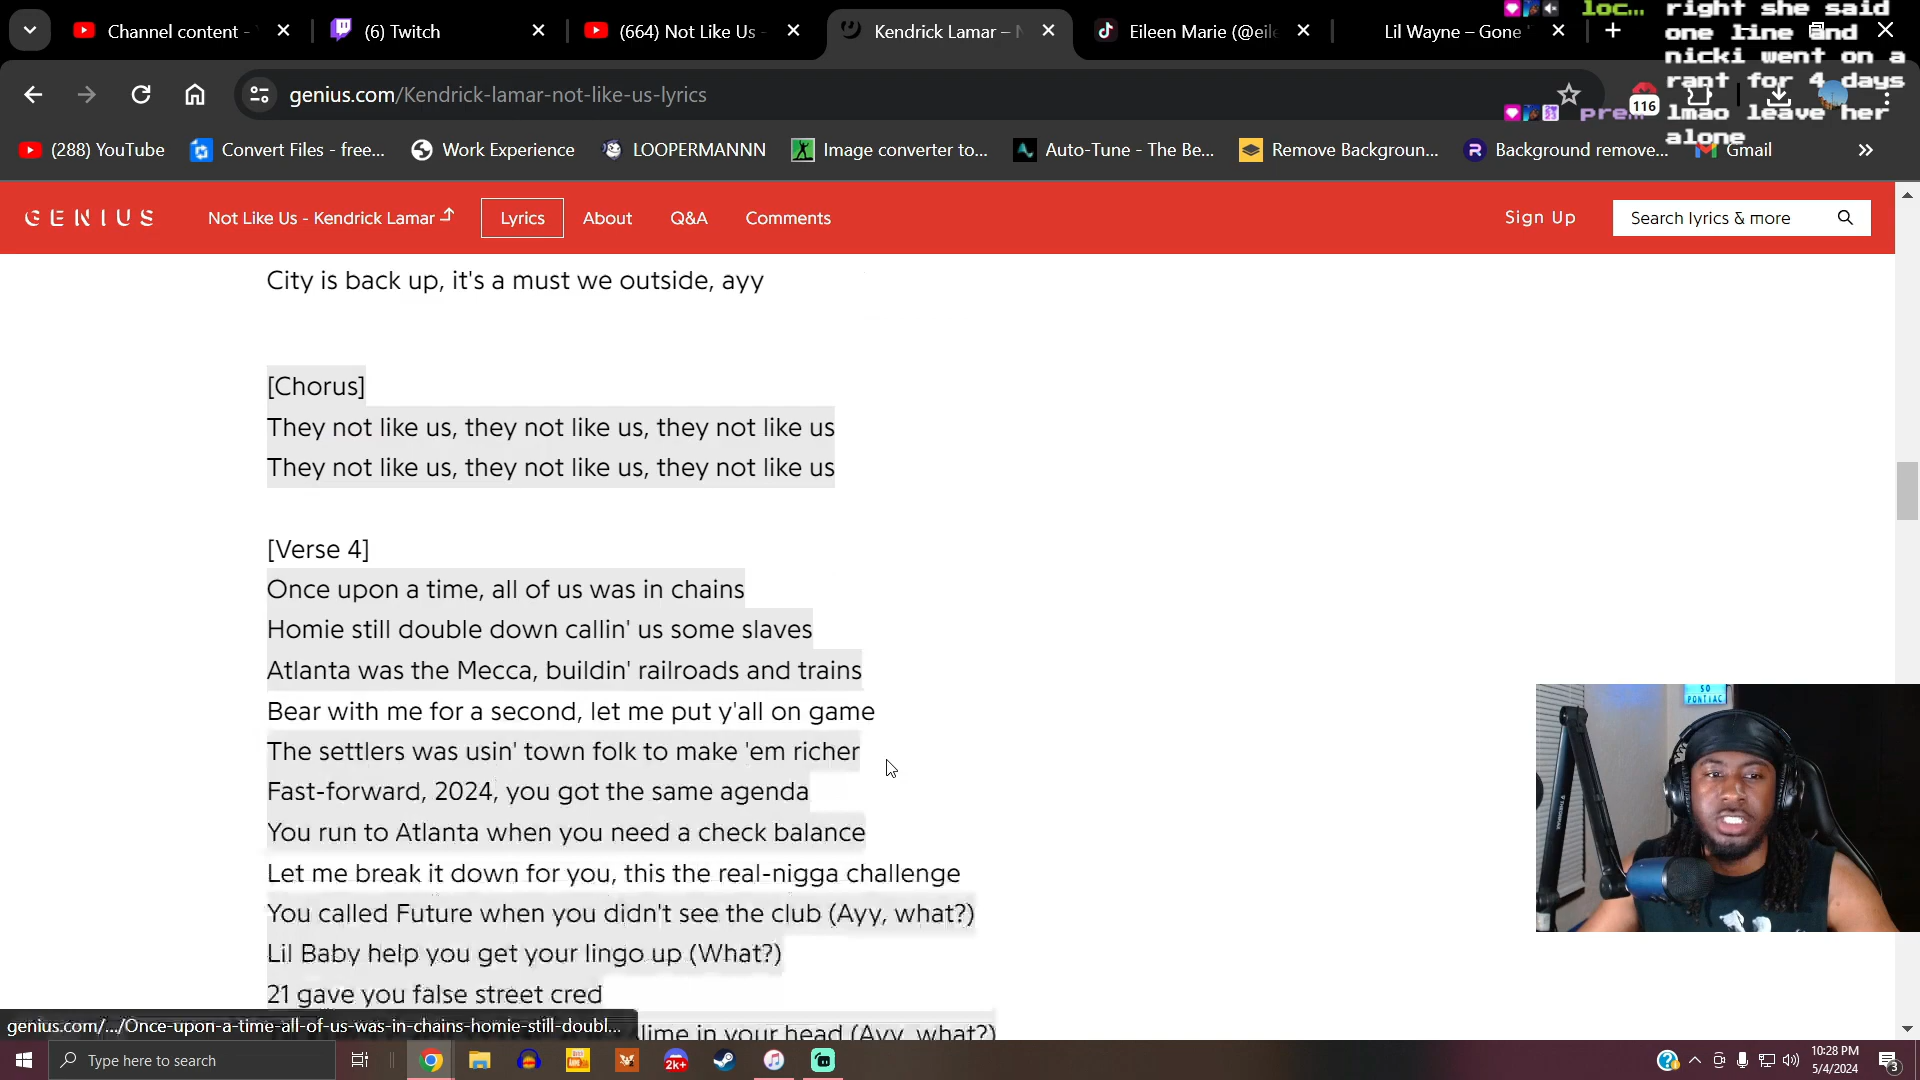 Channel content -
(6) Twitch
(664) Not Like Us -
Kendrick Lamar –
Eileen Marie (@eil
Lil Wayne – Gone
loc...
right she said
one line and
nicki went on a
rant for 4 days
lmao leave her
alone
pre...
genius.com/Kendrick-lamar-not-like-us-lyrics
116
(288) YouTube
Convert Files - free...
Work Experience
LOOPERMANNN
Image converter to...
Auto-Tune - The Be...
Remove Backgroun...
Background remove...
Gmail
GENIUS
Not Like Us - Kendrick Lamar
Lyrics
About
Q&A
Comments
Sign Up
Search lyrics & more
City is back up, it's a must we outside, ayy
[Chorus]
They not like us, they not like us, they not like us
They not like us, they not like us, they not like us
[Verse 4]
Once upon a time, all of us was in chains
Homie still double down callin' us some slaves
Atlanta was the Mecca, buildin' railroads and trains
Bear with me for a second, let me put y'all on game
The settlers was usin' town folk to make 'em richer
Fast-forward, 2024, you got the same agenda
You run to Atlanta when you need a check balance
Let me break it down for you, this the real-nigga challenge
You called Future when you didn't see the club (Ayy, what?)
Lil Baby help you get your lingo up (What?)
21 gave you false street cred
slime in your head (Ayy, what?)
genius.com/.../Once-upon-a-time-all-of-us-was-in-chains-homie-still-doubl...
PONTIAC
Type here to search
2k+
10:28 PM
5/4/2024
3